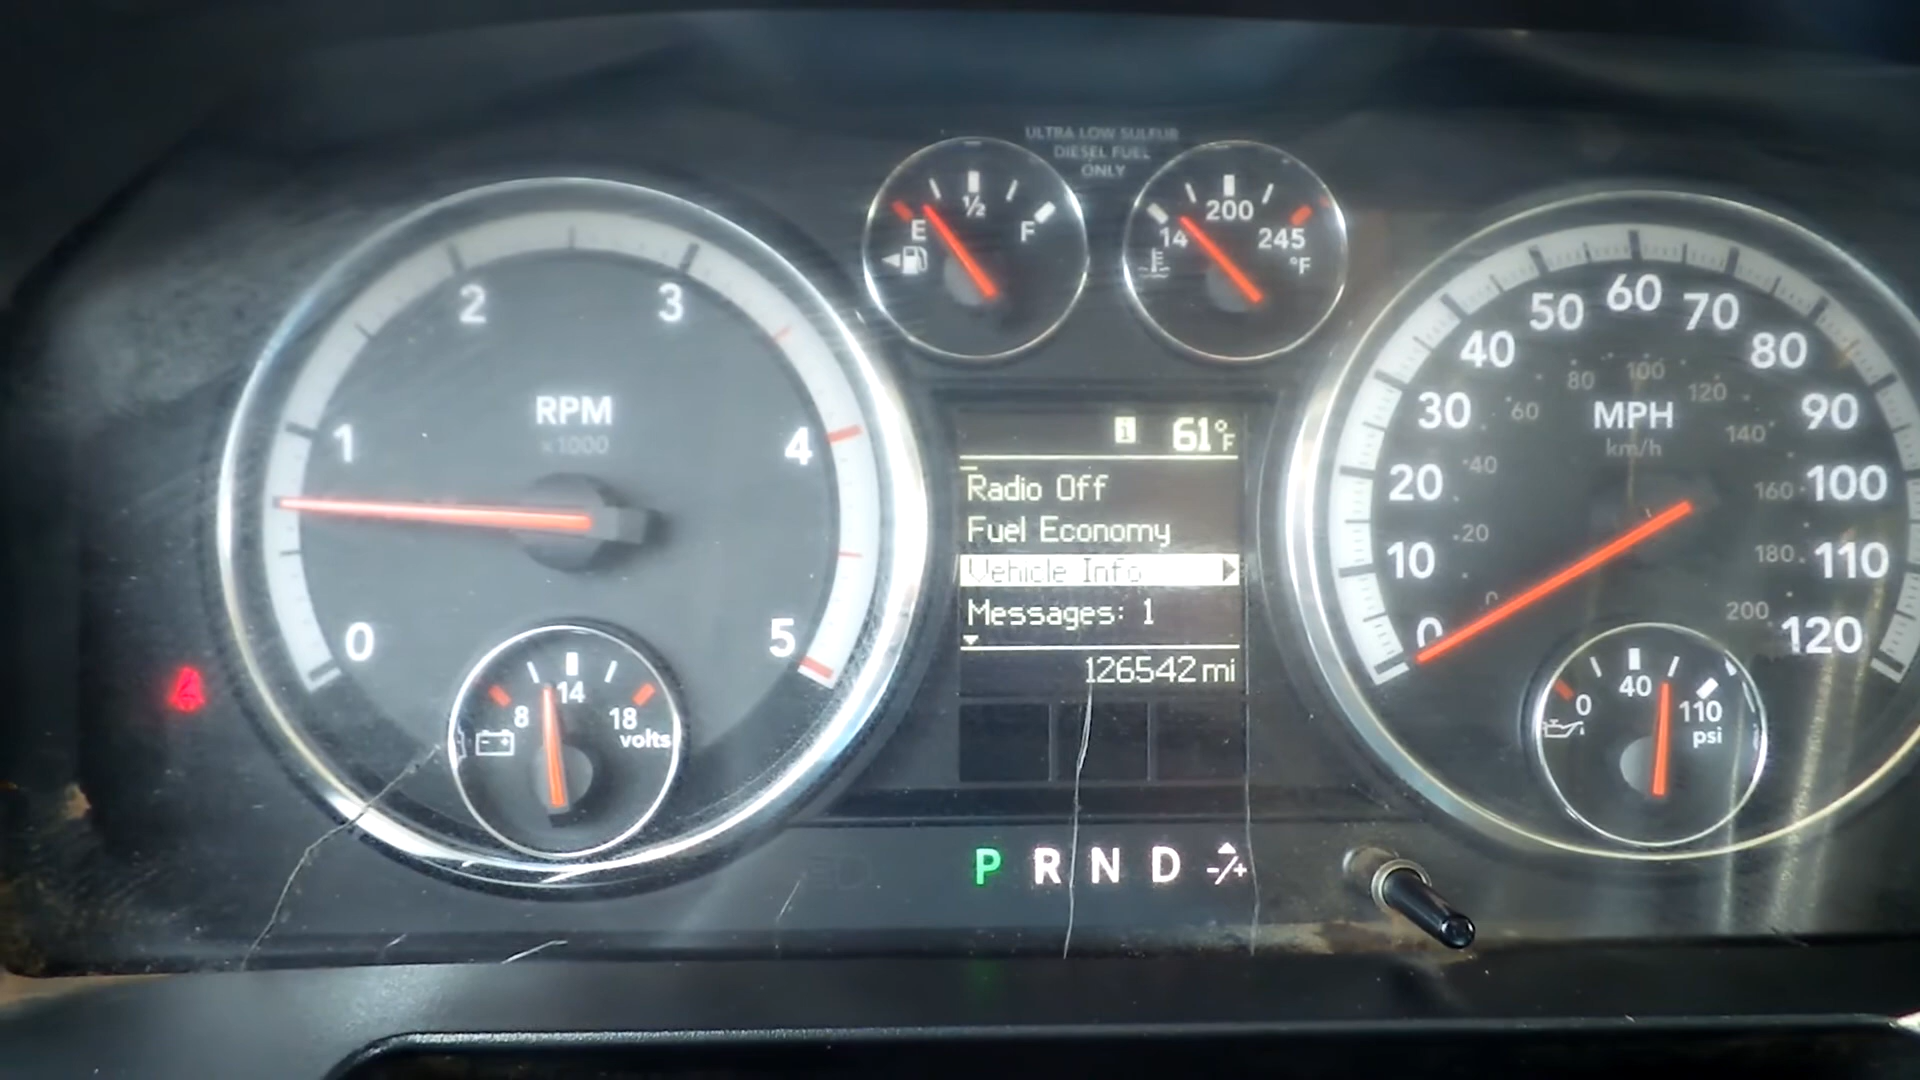 ULTRA LOW SULFUR
DIESEL FUEL
ONLY
E ½ F
14 200 245
°F
0 1 2 3 4 5
RPM
x1000
8 14 18
volts
61°F
Radio Off
Fuel Economy
Vehicle Info
Messages: 1
126542 mi
P R N D -/+
0 10 20 30 40 50 60 70 80 90 100 110 120
MPH
km/h
0 20 40 60 80 100 120 140 160 180 200
0 40 110
psi